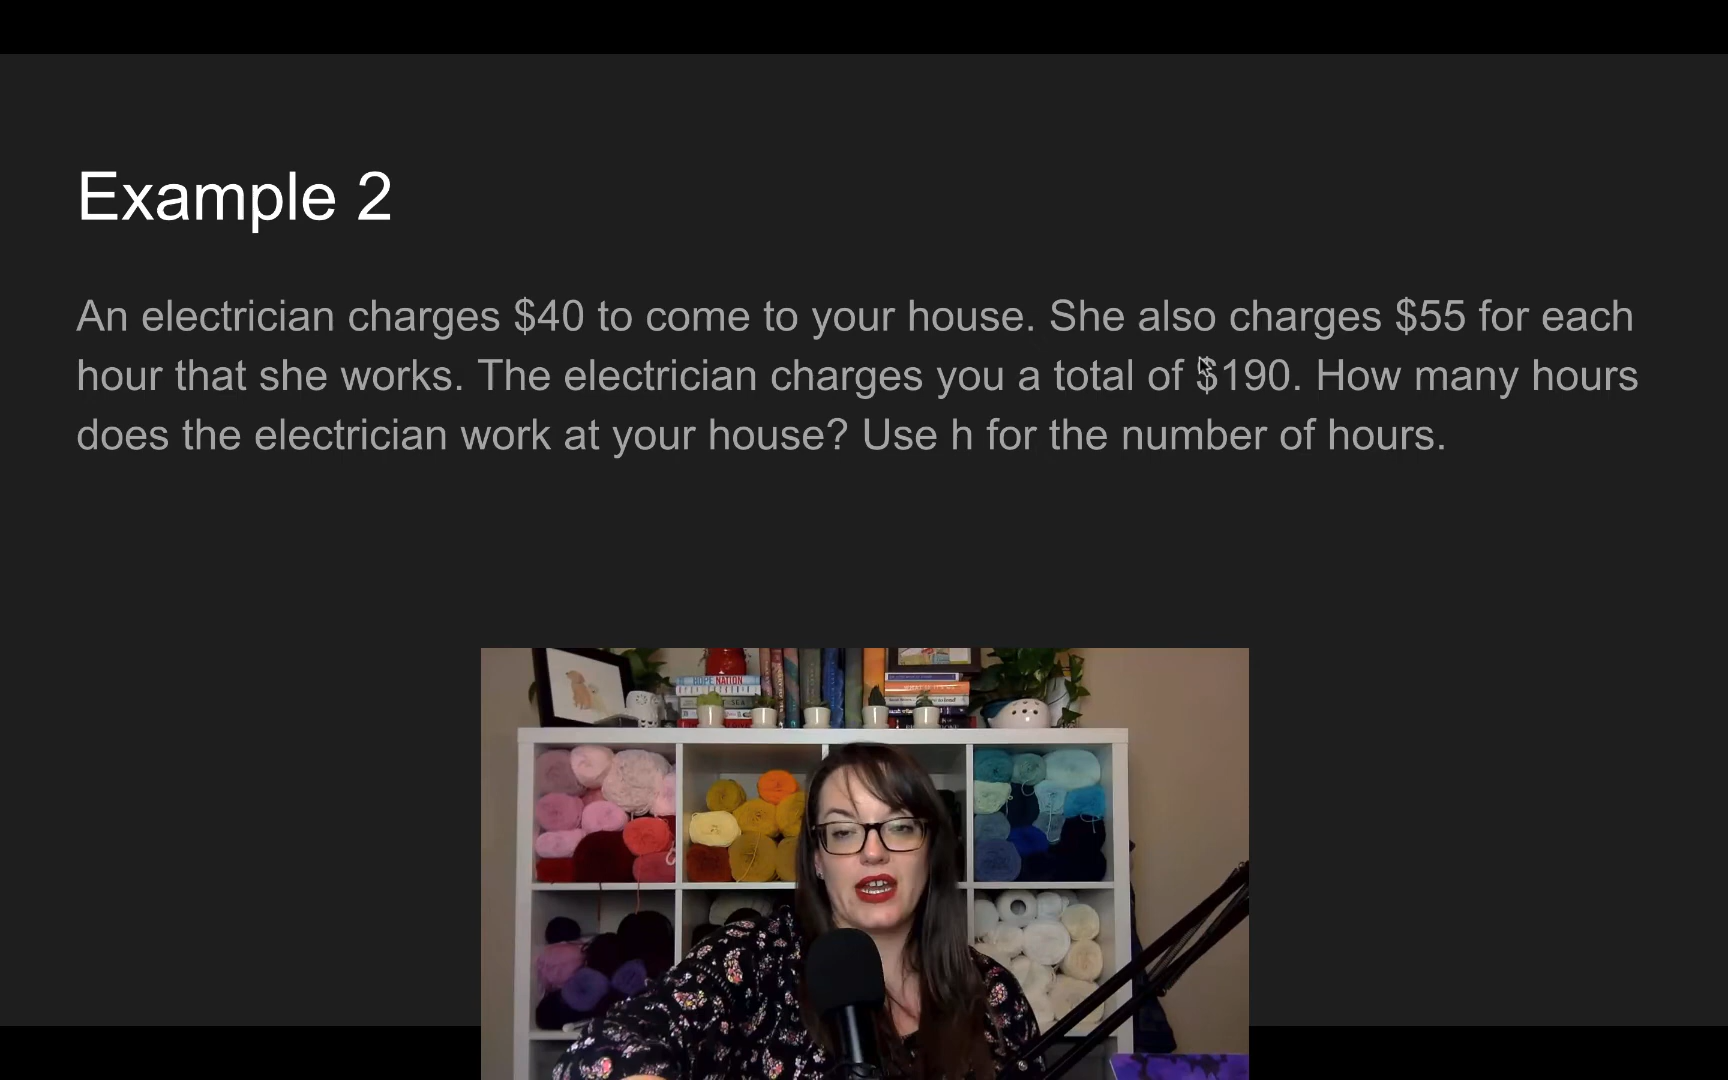 Example 2
An electrician charges $40 to come to your house. She also charges $55 for each
hour that she works. The electrician charges you a total of $190. How many hours
does the electrician work at your house? Use h for the number of hours.
HOPE NATION